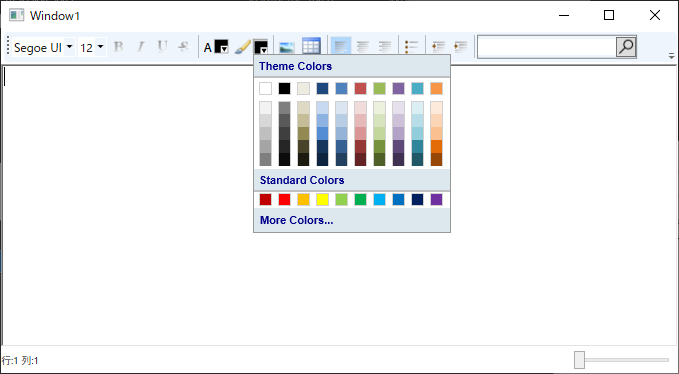 Window1
Segoe UI 12 B I U S A
Theme Colors
Standard Colors
More Colors...
行:1 列:1